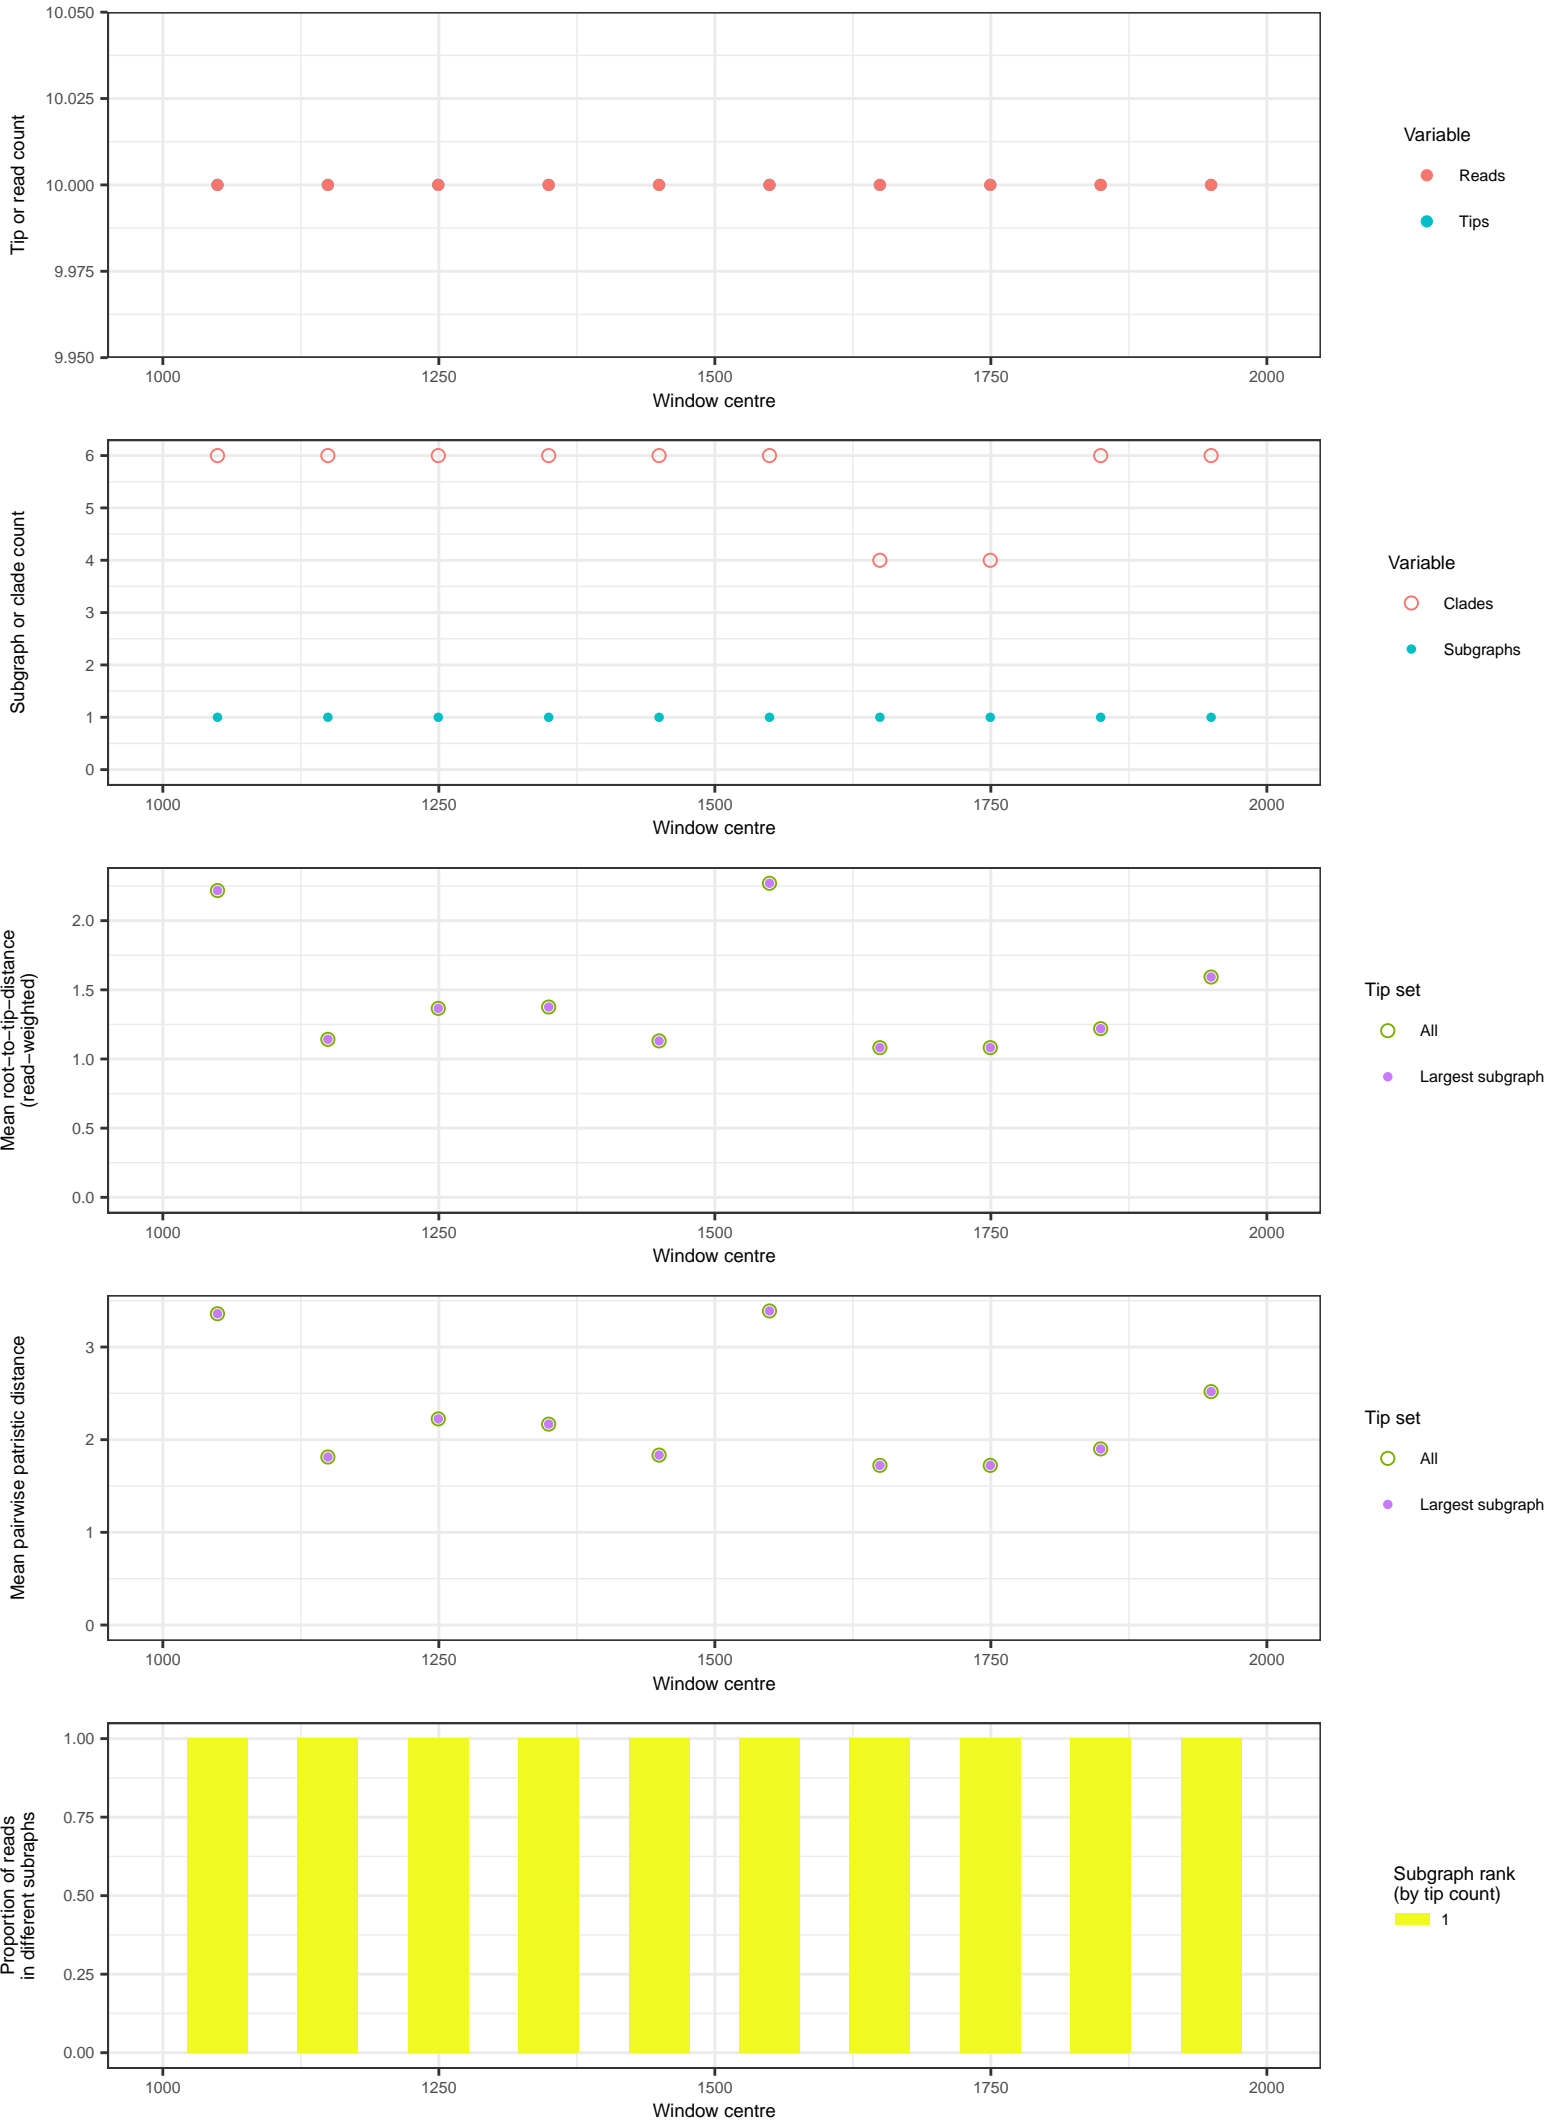 10.050
10.025
10.000
9.975
9.950
Tip or read count
1000 1250 1500 1750 2000
Window centre
Variable
Reads
Tips
6
5
4
3
2
1
0
Subgraph or clade count
1000 1250 1500 1750 2000
Window centre
Variable
Clades
Subgraphs
2.0
1.5
1.0
0.5
0.0
Mean root−to−tip−distance
(read−weighted)
1000 1250 1500 1750 2000
Window centre
Tip set
All
Largest subgraph
3
2
1
0
Mean pairwise patristic distance
1000 1250 1500 1750 2000
Window centre
Tip set
All
Largest subgraph
1.00
0.75
0.50
0.25
0.00
Proportion of reads
in different subraphs
1000 1250 1500 1750 2000
Window centre
Subgraph rank
(by tip count)
1